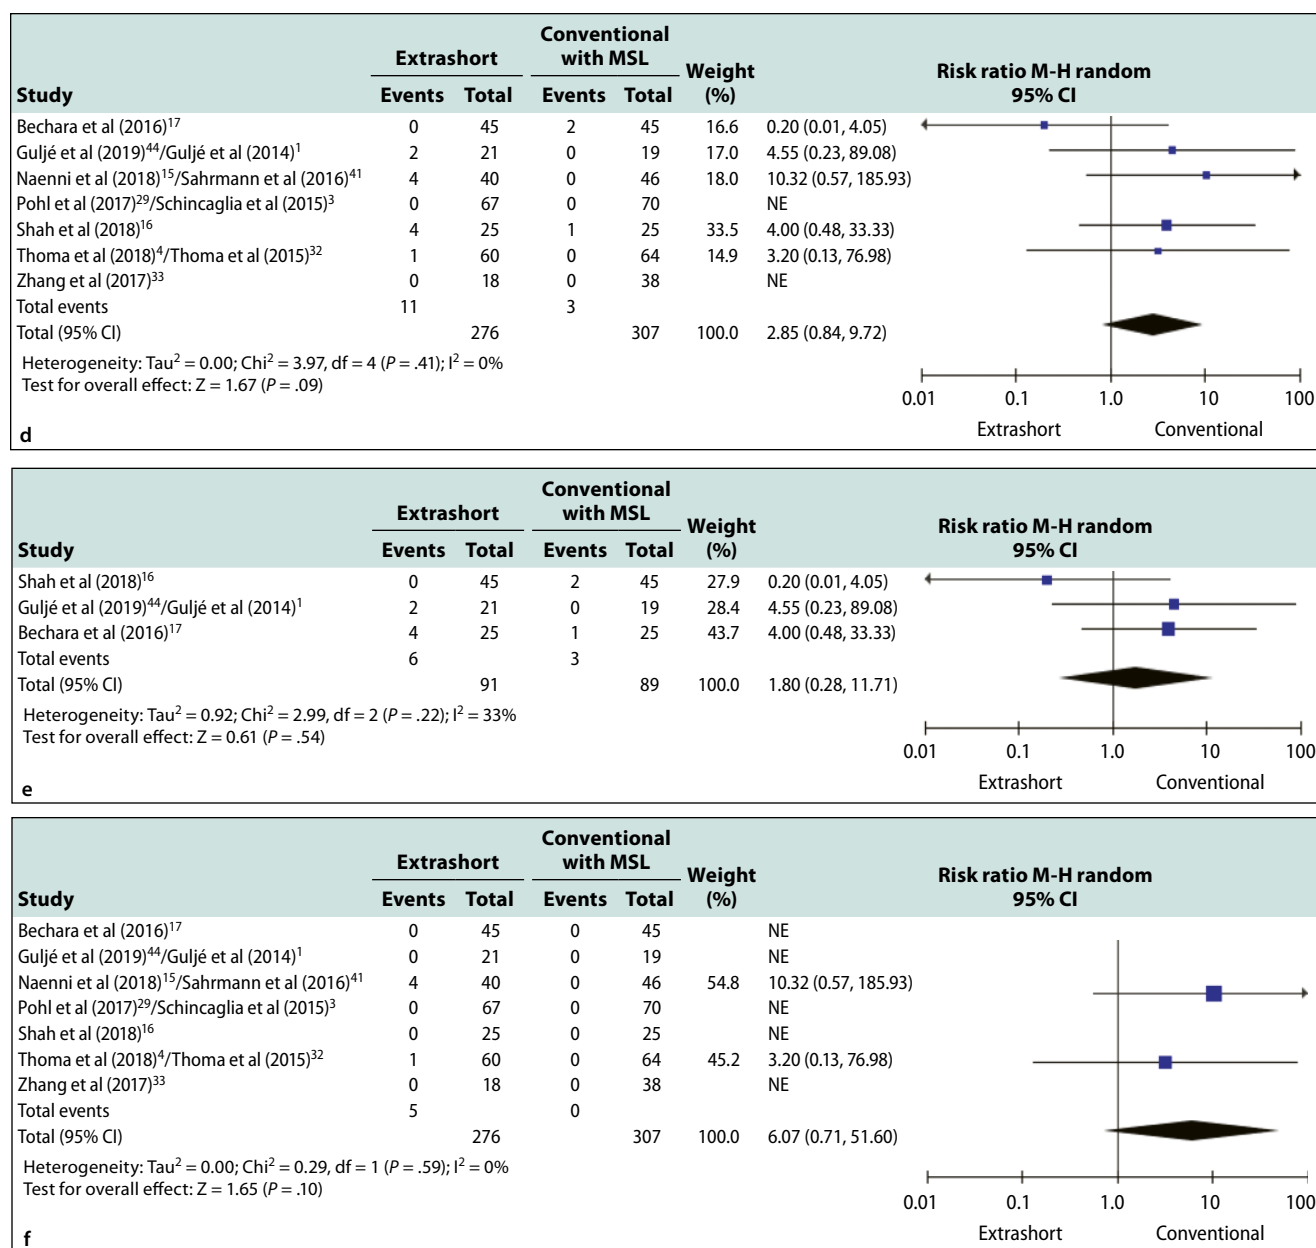 Study Extrashort Conventional with MSL Weight (%) Risk ratio M-H random 95% CI
Events Total Events Total
Bechara et al (2016)17 0 45 2 45 16.6 0.20 (0.01, 4.05)
Guljé et al (2019)44/Guljé et al (2014)1 2 21 0 19 17.0 4.55 (0.23, 89.08)
Naenni et al (2018)15/Sahrmann et al (2016)41 4 40 0 46 18.0 10.32 (0.57, 185.93)
Pohl et al (2017)29/Schincaglia et al (2015)3 0 67 0 70 NE
Shah et al (2018)16 4 25 1 25 33.5 4.00 (0.48, 33.33)
Thoma et al (2018)4/Thoma et al (2015)32 1 60 0 64 14.9 3.20 (0.13, 76.98)
Zhang et al (2017)33 0 18 0 38 NE
Total events 11 3
Total (95% CI) 276 307 100.0 2.85 (0.84, 9.72)
Heterogeneity: Tau2 = 0.00; Chi2 = 3.97, df = 4 (P = .41); I2 = 0%
Test for overall effect: Z = 1.67 (P = .09)
0.01 0.1 1.0 10 100
Extrashort Conventional
d
Study Extrashort Conventional with MSL Weight (%) Risk ratio M-H random 95% CI
Events Total Events Total
Shah et al (2018)16 0 45 2 45 27.9 0.20 (0.01, 4.05)
Guljé et al (2019)44/Guljé et al (2014)1 2 21 0 19 28.4 4.55 (0.23, 89.08)
Bechara et al (2016)17 4 25 1 25 43.7 4.00 (0.48, 33.33)
Total events 6 3
Total (95% CI) 91 89 100.0 1.80 (0.28, 11.71)
Heterogeneity: Tau2 = 0.92; Chi2 = 2.99, df = 2 (P = .22); I2 = 33%
Test for overall effect: Z = 0.61 (P = .54)
0.01 0.1 1.0 10 100
Extrashort Conventional
e
Study Extrashort Conventional with MSL Weight (%) Risk ratio M-H random 95% CI
Events Total Events Total
Bechara et al (2016)17 0 45 0 45 NE
Guljé et al (2019)44/Guljé et al (2014)1 0 21 0 19 NE
Naenni et al (2018)15/Sahrmann et al (2016)41 4 40 0 46 54.8 10.32 (0.57, 185.93)
Pohl et al (2017)29/Schincaglia et al (2015)3 0 67 0 70 NE
Shah et al (2018)16 0 25 0 25 NE
Thoma et al (2018)4/Thoma et al (2015)32 1 60 0 64 45.2 3.20 (0.13, 76.98)
Zhang et al (2017)33 0 18 0 38 NE
Total events 5 0
Total (95% CI) 276 307 100.0 6.07 (0.71, 51.60)
Heterogeneity: Tau2 = 0.00; Chi2 = 0.29, df = 1 (P = .59); I2 = 0%
Test for overall effect: Z = 1.65 (P = .10)
0.01 0.1 1.0 10 100
Extrashort Conventional
f